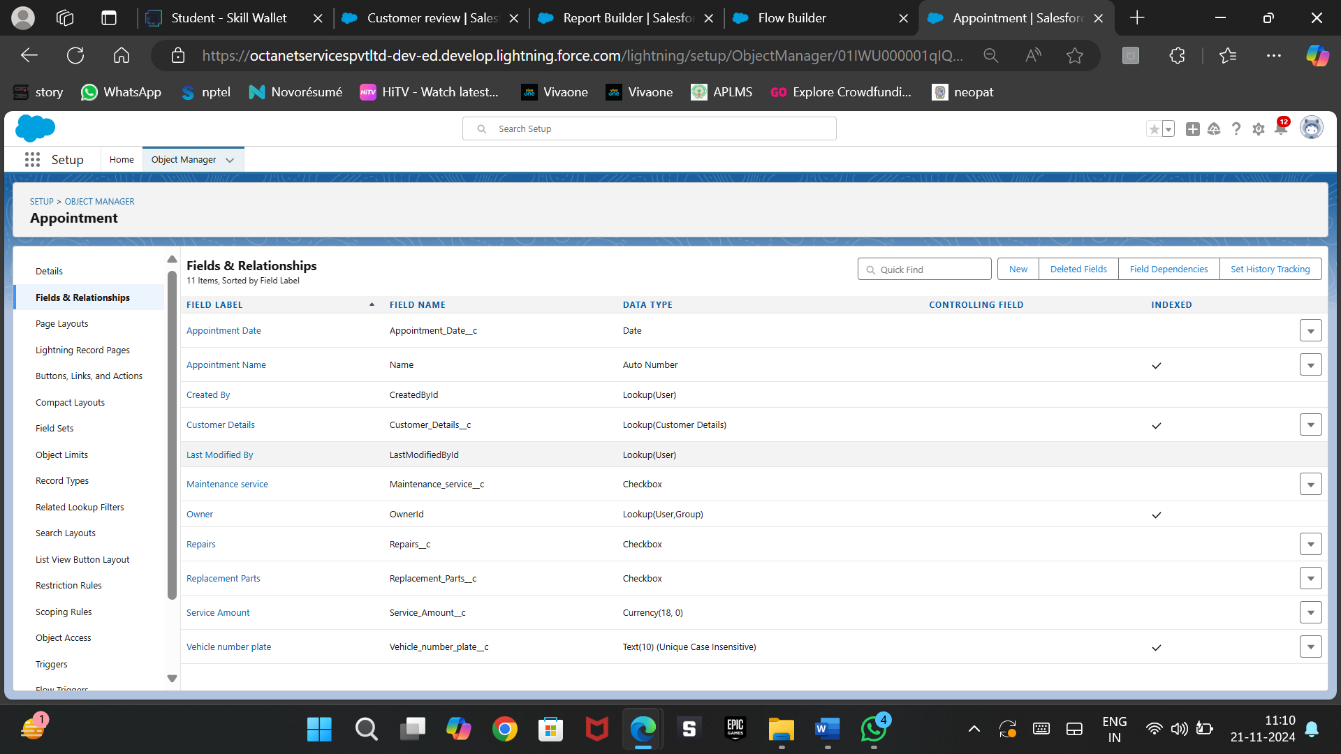 Student - Skill Wallet
Customer review | Sales
Report Builder | Salesfo
Flow Builder
Appointment | Salesforc
https://octanetservicespvtltd-dev-ed.develop.lightning.force.com/lightning/setup/ObjectManager/01IWU000001qIQ...
story
WhatsApp
nptel
Novorésumé
HiTV - Watch latest...
Vivaone
Vivaone
APLMS
GO Explore Crowdfundi...
neopat
Search Setup
12
Setup
Home
Object Manager
SETUP > OBJECT MANAGER
Appointment
Details
Fields & Relationships
Page Layouts
Lightning Record Pages
Buttons, Links, and Actions
Compact Layouts
Field Sets
Object Limits
Record Types
Related Lookup Filters
Search Layouts
List View Button Layout
Restriction Rules
Scoping Rules
Object Access
Triggers
Flow Triggers
Fields & Relationships
11 Items, Sorted by Field Label
Quick Find
New
Deleted Fields
Field Dependencies
Set History Tracking
FIELD LABEL FIELD NAME DATA TYPE CONTROLLING FIELD INDEXED
Appointment Date Appointment_Date__c Date
Appointment Name Name Auto Number
Created By CreatedById Lookup(User)
Customer Details Customer_Details__c Lookup(Customer Details)
Last Modified By LastModifiedById Lookup(User)
Maintenance service Maintenance_service__c Checkbox
Owner OwnerId Lookup(User,Group)
Repairs Repairs__c Checkbox
Replacement Parts Replacement_Parts__c Checkbox
Service Amount Service_Amount__c Currency(18, 0)
Vehicle number plate Vehicle_number_plate__c Text(10) (Unique Case Insensitive)
1
EPIC GAMES
4
ENG
IN
11:10
21-11-2024